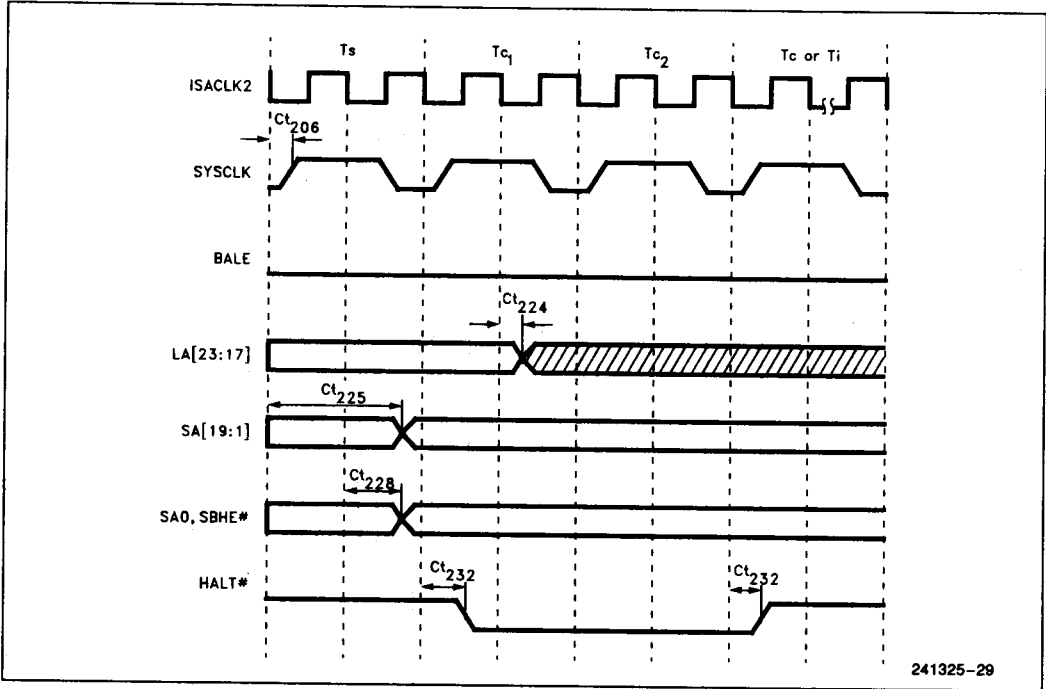 Ts Tc1 Tc2 Tc or Ti
ISACLK2
Ct206
SYSCLK
BALE
Ct224
LA[23:17]
Ct225
SA[19:1]
Ct228
SA0, SBHE#
HALT# Ct232 Ct232
241325-29